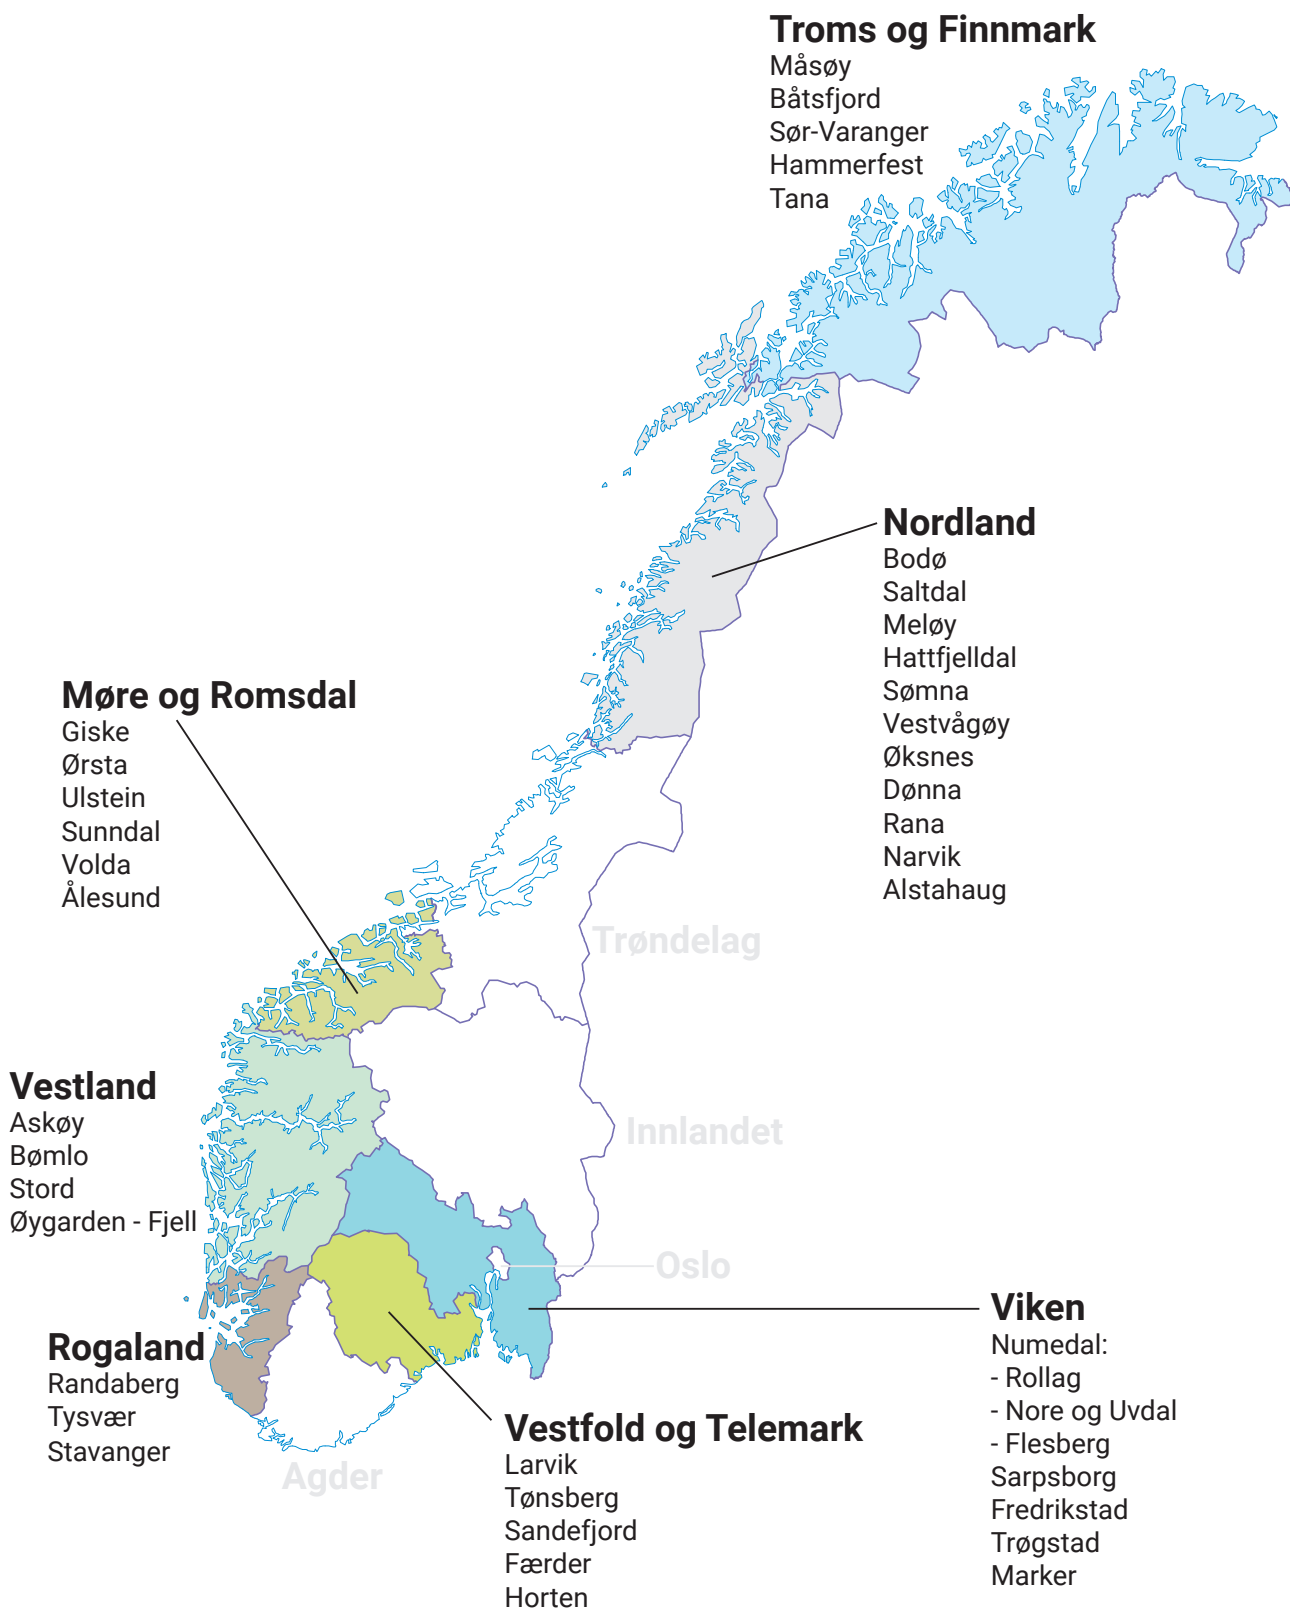 Troms og Finnmark
Måsøy
Båtsfjord
Sør-Varanger
Hammerfest
Tana
Nordland
Bodø
Saltdal
Meløy
Hattfjelldal
Sømna
Vestvågøy
Øksnes
Dønna
Rana
Narvik
Alstahaug
Møre og Romsdal
Giske
Ørsta
Ulstein
Sunndal
Volda
Ålesund
Trøndelag
Vestland
Askøy
Bømlo
Stord
Øygarden - Fjell
Innlandet
Oslo
Rogaland
Randaberg
Tysvær
Stavanger
Agder
Vestfold og Telemark
Larvik
Tønsberg
Sandefjord
Færder
Horten
Viken
Numedal:
- Rollag
- Nore og Uvdal
- Flesberg
Sarpsborg
Fredrikstad
Trøgstad
Marker